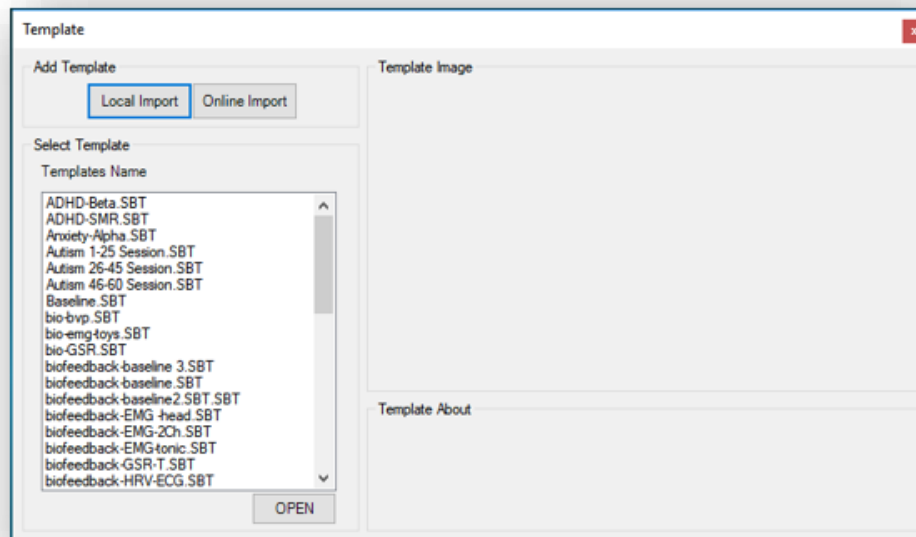 Template
x
Add Template
Local Import
Online Import
Select Template
Templates Name
ADHD-Beta.SBT
ADHD-SMR.SBT
Anxiety-Alpha.SBT
Autism 1-25 Session.SBT
Autism 26-45 Session.SBT
Autism 46-60 Session.SBT
Baseline.SBT
bio-bvp.SBT
bio-emg-toys.SBT
bio-GSR.SBT
biofeedback-baseline 3.SBT
biofeedback-baseline.SBT
biofeedback-baseline2.SBT.SBT
biofeedback-EMG -head.SBT
biofeedback-EMG-2Ch.SBT
biofeedback-EMG-tonic.SBT
biofeedback-GSR-T.SBT
biofeedback-HRV-ECG.SBT
OPEN
Template Image
Template About